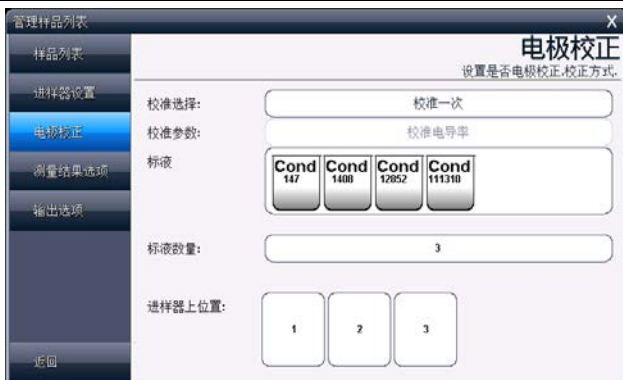 管理样品列表 X
样品列表
进样器设置
电极校正
测量结果选项
输出选项
返回
电极校正
设置是否电极校正.校正方式.
校准选择: 校准一次
校准参数: 校准电导率
标液
Cond 147
Cond 1408
Cond 12852
Cond 111310
标液数量: 3
进样器上位置: 1 2 3